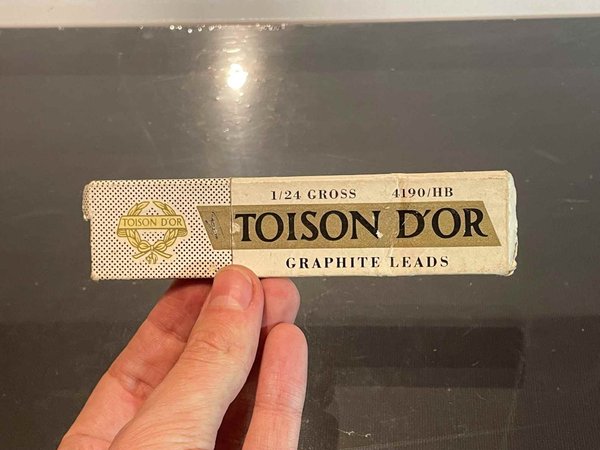 TOISON D'OR
1/24 GROSS 4190/HB
TOISON D'OR
GRAPHITE LEADS